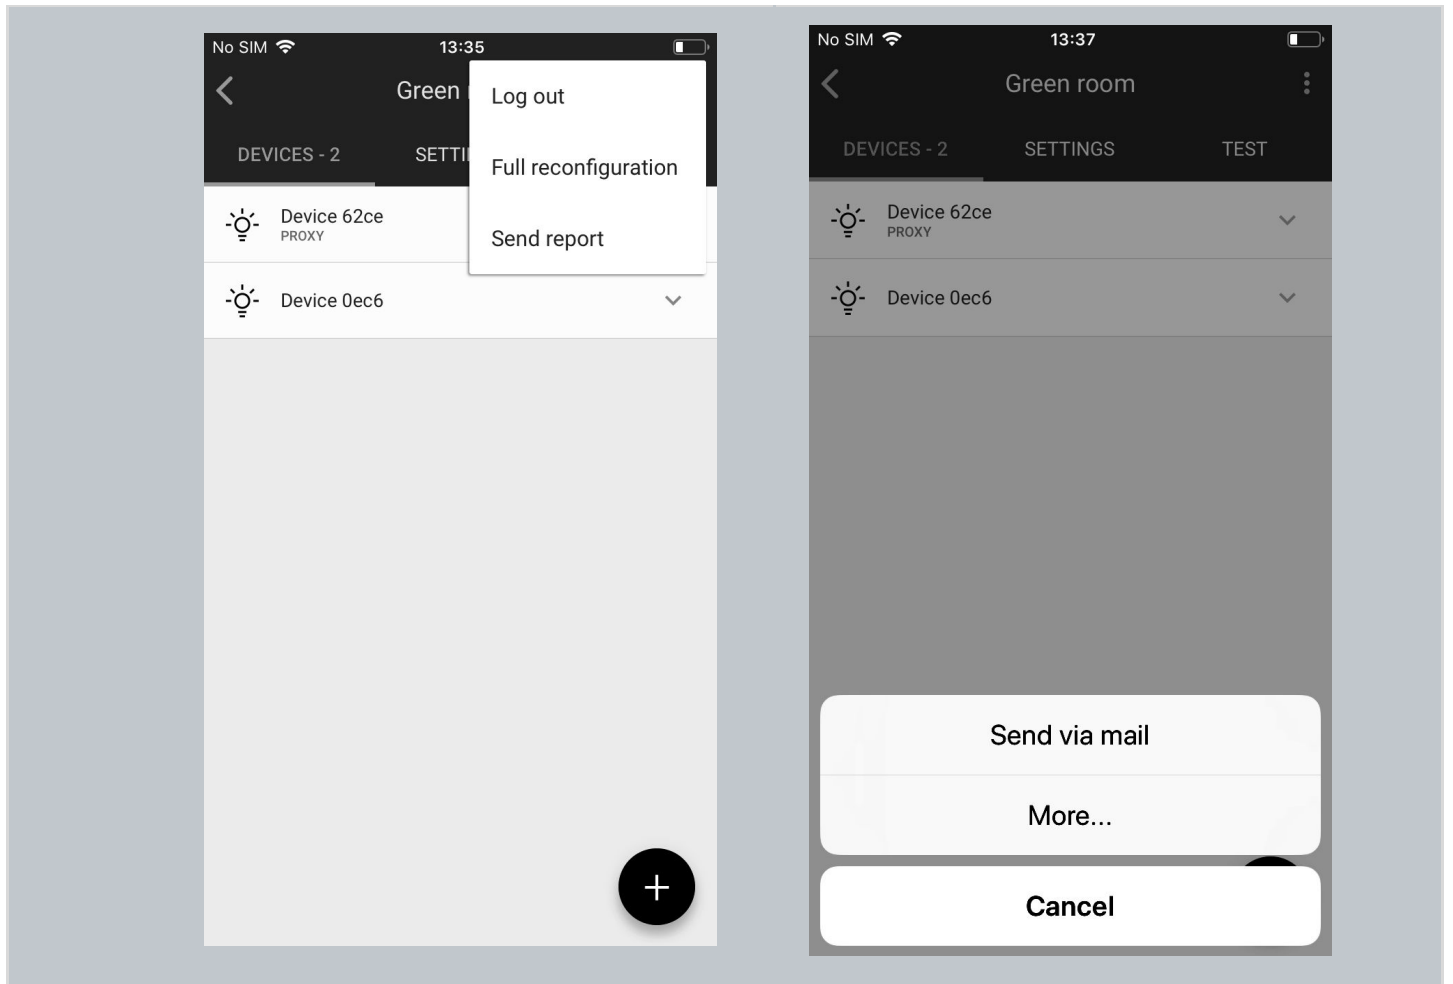 No SIM
13:35
Green
Log out
DEVICES - 2
SETTI
Full reconfiguration
Device 62ce
PROXY
Send report
Device 0ec6
No SIM
13:37
Green room
DEVICES - 2
SETTINGS
TEST
Device 62ce
PROXY
Device 0ec6
Send via mail
More...
Cancel